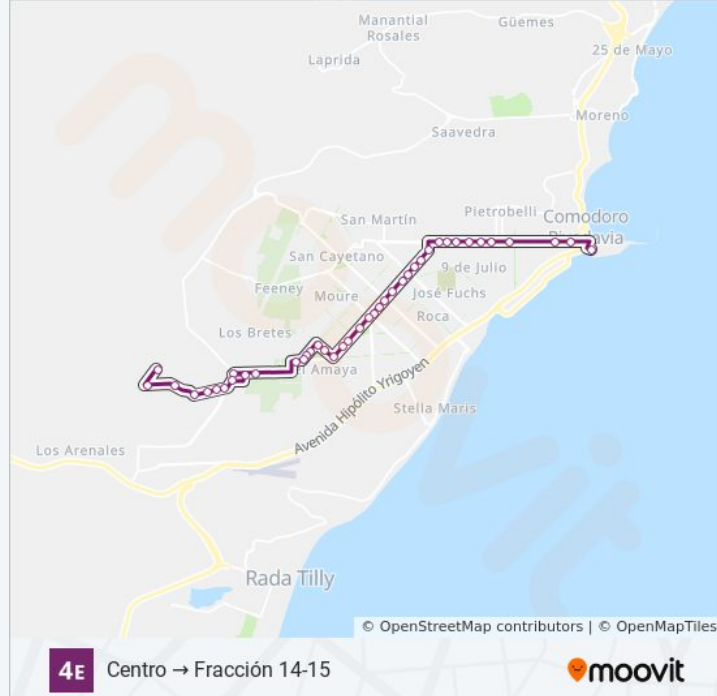 Manantial
Rosales
Güemes
25 de Mayo
Laprida
Moreno
Saavedra
Pietrobelli
Comodoro
San Martín
San Cayetano
9 de Julio
Feeney
Moure
José Fuchs
Roca
Los Bretes
Amaya
Stella Maris
Avenida Hipólito Yrigoyen
Los Arenales
Rada Tilly
© OpenStreetMap contributors | © OpenMapTiles
4E Centro → Fracción 14-15
moovit